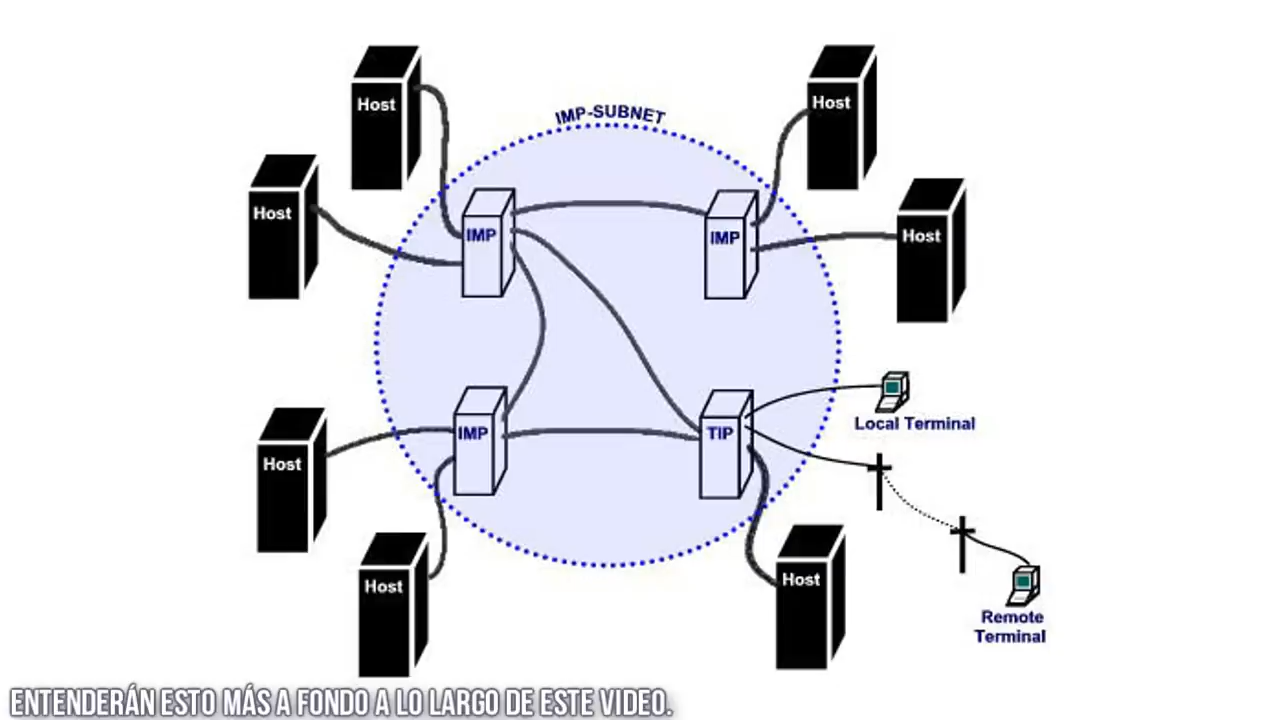 Host
Host
IMP-SUBNET
Host
Host
IMP
IMP
Host
IMP
TIP
Local Terminal
Host
Host
Host
Remote
Terminal
ENTENDERÁN ESTO MÁS A FONDO A LO LARGO DE ESTE VIDEO.